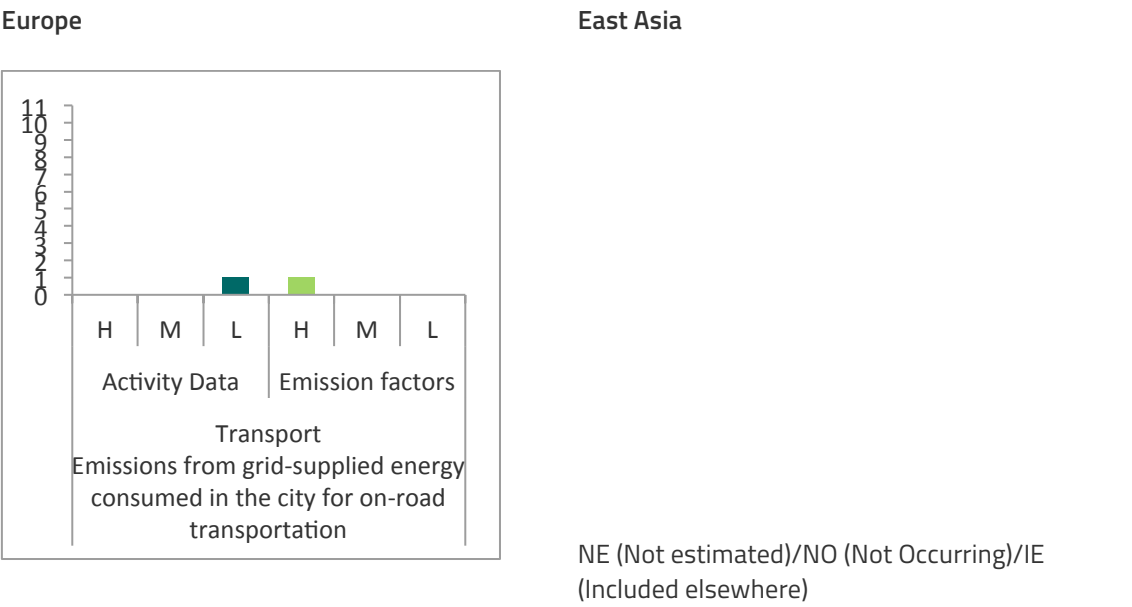 Europe
East Asia
11
10
9
8
7
6
5
4
3
2
1
0
H M L H M L
Activity Data Emission factors
Transport
Emissions from grid-supplied energy
consumed in the city for on-road
transportation
NE (Not estimated)/NO (Not Occurring)/IE
(Included elsewhere)